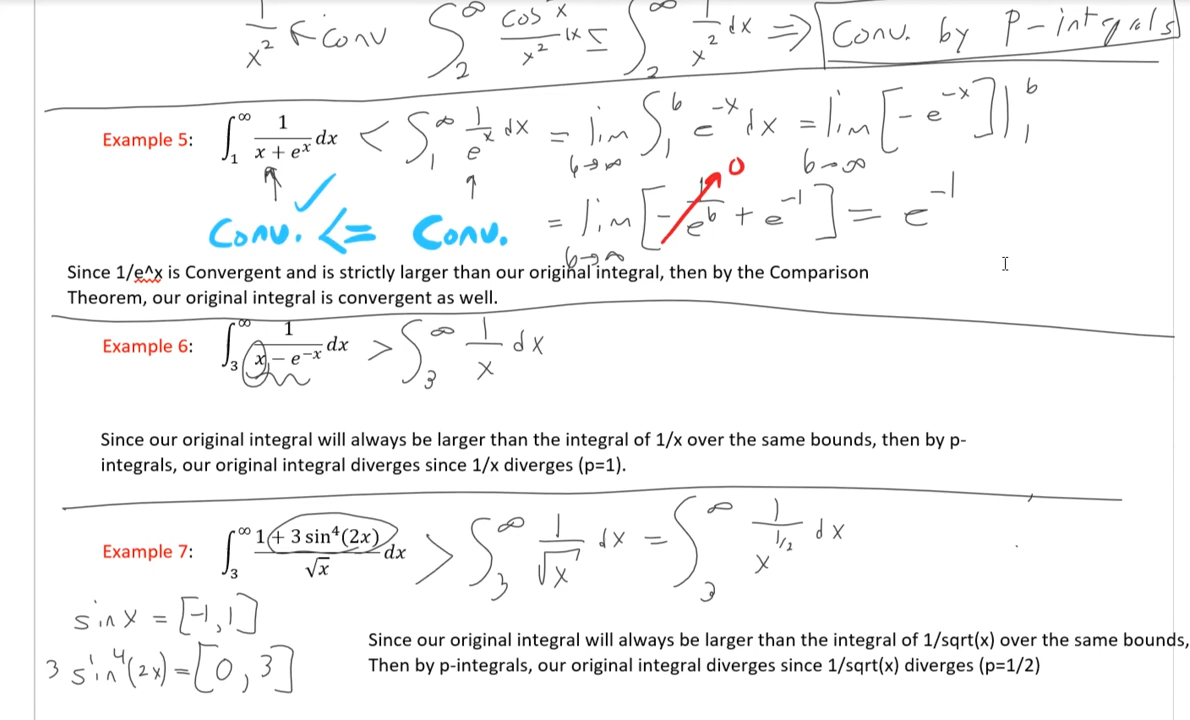 1/x² ← Conv ∫₂^∞ cos x/x² dx ≤ ∫₂^∞ 1/x² dx ⇒ Conv. by P-integrals
Example 5: ∫₁^∞ 1/(x + eˣ) dx < ∫₁^∞ 1/eˣ dx = lim b→∞ ∫₁^b e^-x dx = lim b→∞ [-e^-x]|₁^b
Conv. <= Conv. = lim b→∞ [-1/e^b + e^-1] = e^-1
0
Since 1/e^x is Convergent and is strictly larger than our original integral, then by the Comparison
Theorem, our original integral is convergent as well.
Example 6: ∫₃^∞ 1/(x − e^−x) dx > ∫₃^∞ 1/x dx
Since our original integral will always be larger than the integral of 1/x over the same bounds, then by p-
integrals, our original integral diverges since 1/x diverges (p=1).
Example 7: ∫₃^∞ (1 + 3 sin⁴(2x))/√x dx > ∫₃^∞ 1/√x dx = ∫₃^∞ 1/x^1/2 dx
sin x = [-1, 1]
3 sin⁴(2x) = [0, 3]
Since our original integral will always be larger than the integral of 1/sqrt(x) over the same bounds,
Then by p-integrals, our original integral diverges since 1/sqrt(x) diverges (p=1/2)